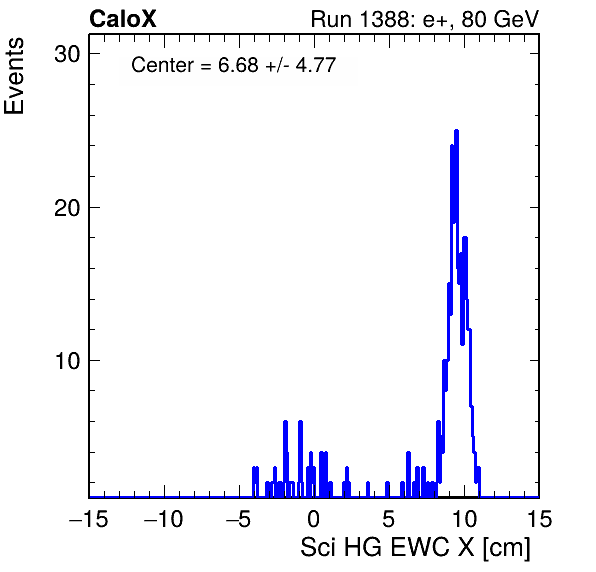 CaloX Run 1388: e+, 80 GeV
Center = 6.68 +/- 4.77
Events
30
20
10
−15 −10 −5 0 5 10 15
Sci HG EWC X [cm]